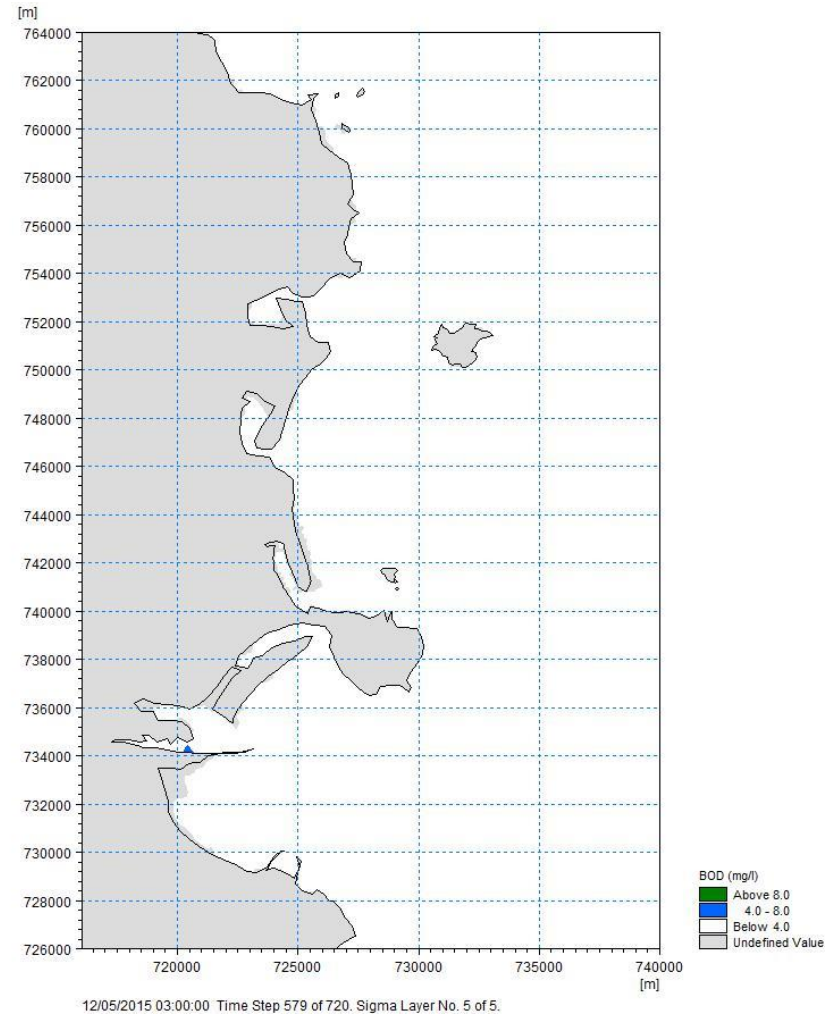 [m]
764000
762000
760000
758000
756000
754000
752000
750000
748000
746000
744000
742000
740000
738000
736000
734000
732000
730000
728000
726000
720000 725000 730000 735000 740000
[m]
BOD (mg/l)
Above 8.0
4.0 - 8.0
Below 4.0
Undefined Value
12/05/2015 03:00:00 Time Step 579 of 720. Sigma Layer No. 5 of 5.